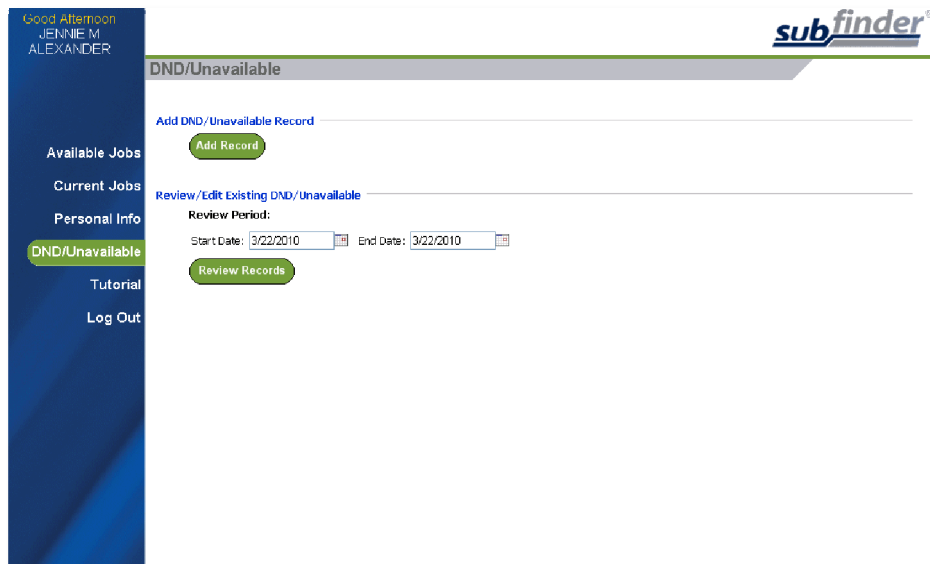 Good Afternoon
JENNIE M
ALEXANDER
subfinder®
DND/Unavailable
Add DND/Unavailable Record
Add Record
Available Jobs
Current Jobs
Personal Info
DND/Unavailable
Tutorial
Log Out
Review/Edit Existing DND/Unavailable
Review Period:
Start Date: 3/22/2010 End Date: 3/22/2010
Review Records